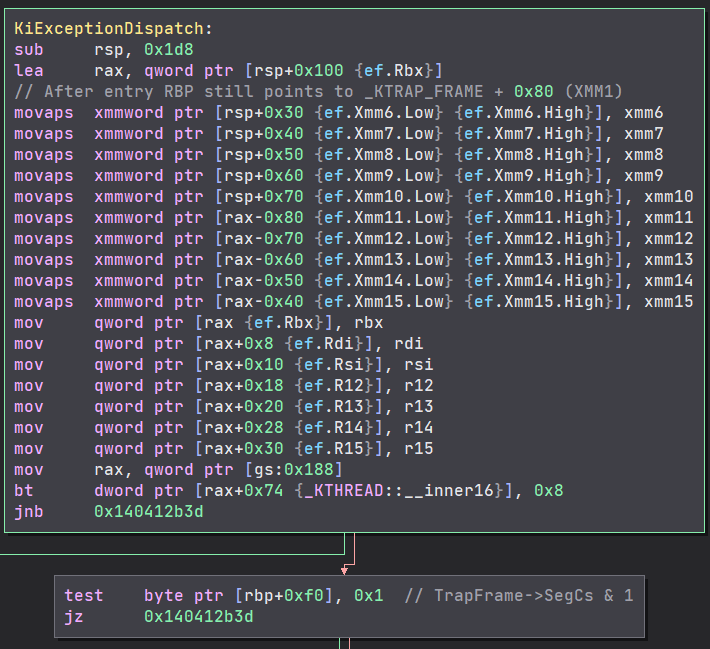 KiExceptionDispatch:
sub     rsp, 0x1d8
lea     rax, qword ptr [rsp+0x100 {ef.Rbx}]
// After entry RBP still points to _KTRAP_FRAME + 0x80 (XMM1)
movaps  xmmword ptr [rsp+0x30 {ef.Xmm6.Low} {ef.Xmm6.High}], xmm6
movaps  xmmword ptr [rsp+0x40 {ef.Xmm7.Low} {ef.Xmm7.High}], xmm7
movaps  xmmword ptr [rsp+0x50 {ef.Xmm8.Low} {ef.Xmm8.High}], xmm8
movaps  xmmword ptr [rsp+0x60 {ef.Xmm9.Low} {ef.Xmm9.High}], xmm9
movaps  xmmword ptr [rsp+0x70 {ef.Xmm10.Low} {ef.Xmm10.High}], xmm10
movaps  xmmword ptr [rax-0x80 {ef.Xmm11.Low} {ef.Xmm11.High}], xmm11
movaps  xmmword ptr [rax-0x70 {ef.Xmm12.Low} {ef.Xmm12.High}], xmm12
movaps  xmmword ptr [rax-0x60 {ef.Xmm13.Low} {ef.Xmm13.High}], xmm13
movaps  xmmword ptr [rax-0x50 {ef.Xmm14.Low} {ef.Xmm14.High}], xmm14
movaps  xmmword ptr [rax-0x40 {ef.Xmm15.Low} {ef.Xmm15.High}], xmm15
mov     qword ptr [rax {ef.Rbx}], rbx
mov     qword ptr [rax+0x8 {ef.Rdi}], rdi
mov     qword ptr [rax+0x10 {ef.Rsi}], rsi
mov     qword ptr [rax+0x18 {ef.R12}], r12
mov     qword ptr [rax+0x20 {ef.R13}], r13
mov     qword ptr [rax+0x28 {ef.R14}], r14
mov     qword ptr [rax+0x30 {ef.R15}], r15
mov     rax, qword ptr [gs:0x188]
bt      dword ptr [rax+0x74 {_KTHREAD::__inner16}], 0x8
jnb     0x140412b3d
test    byte ptr [rbp+0xf0], 0x1  // TrapFrame->SegCs & 1
jz      0x140412b3d